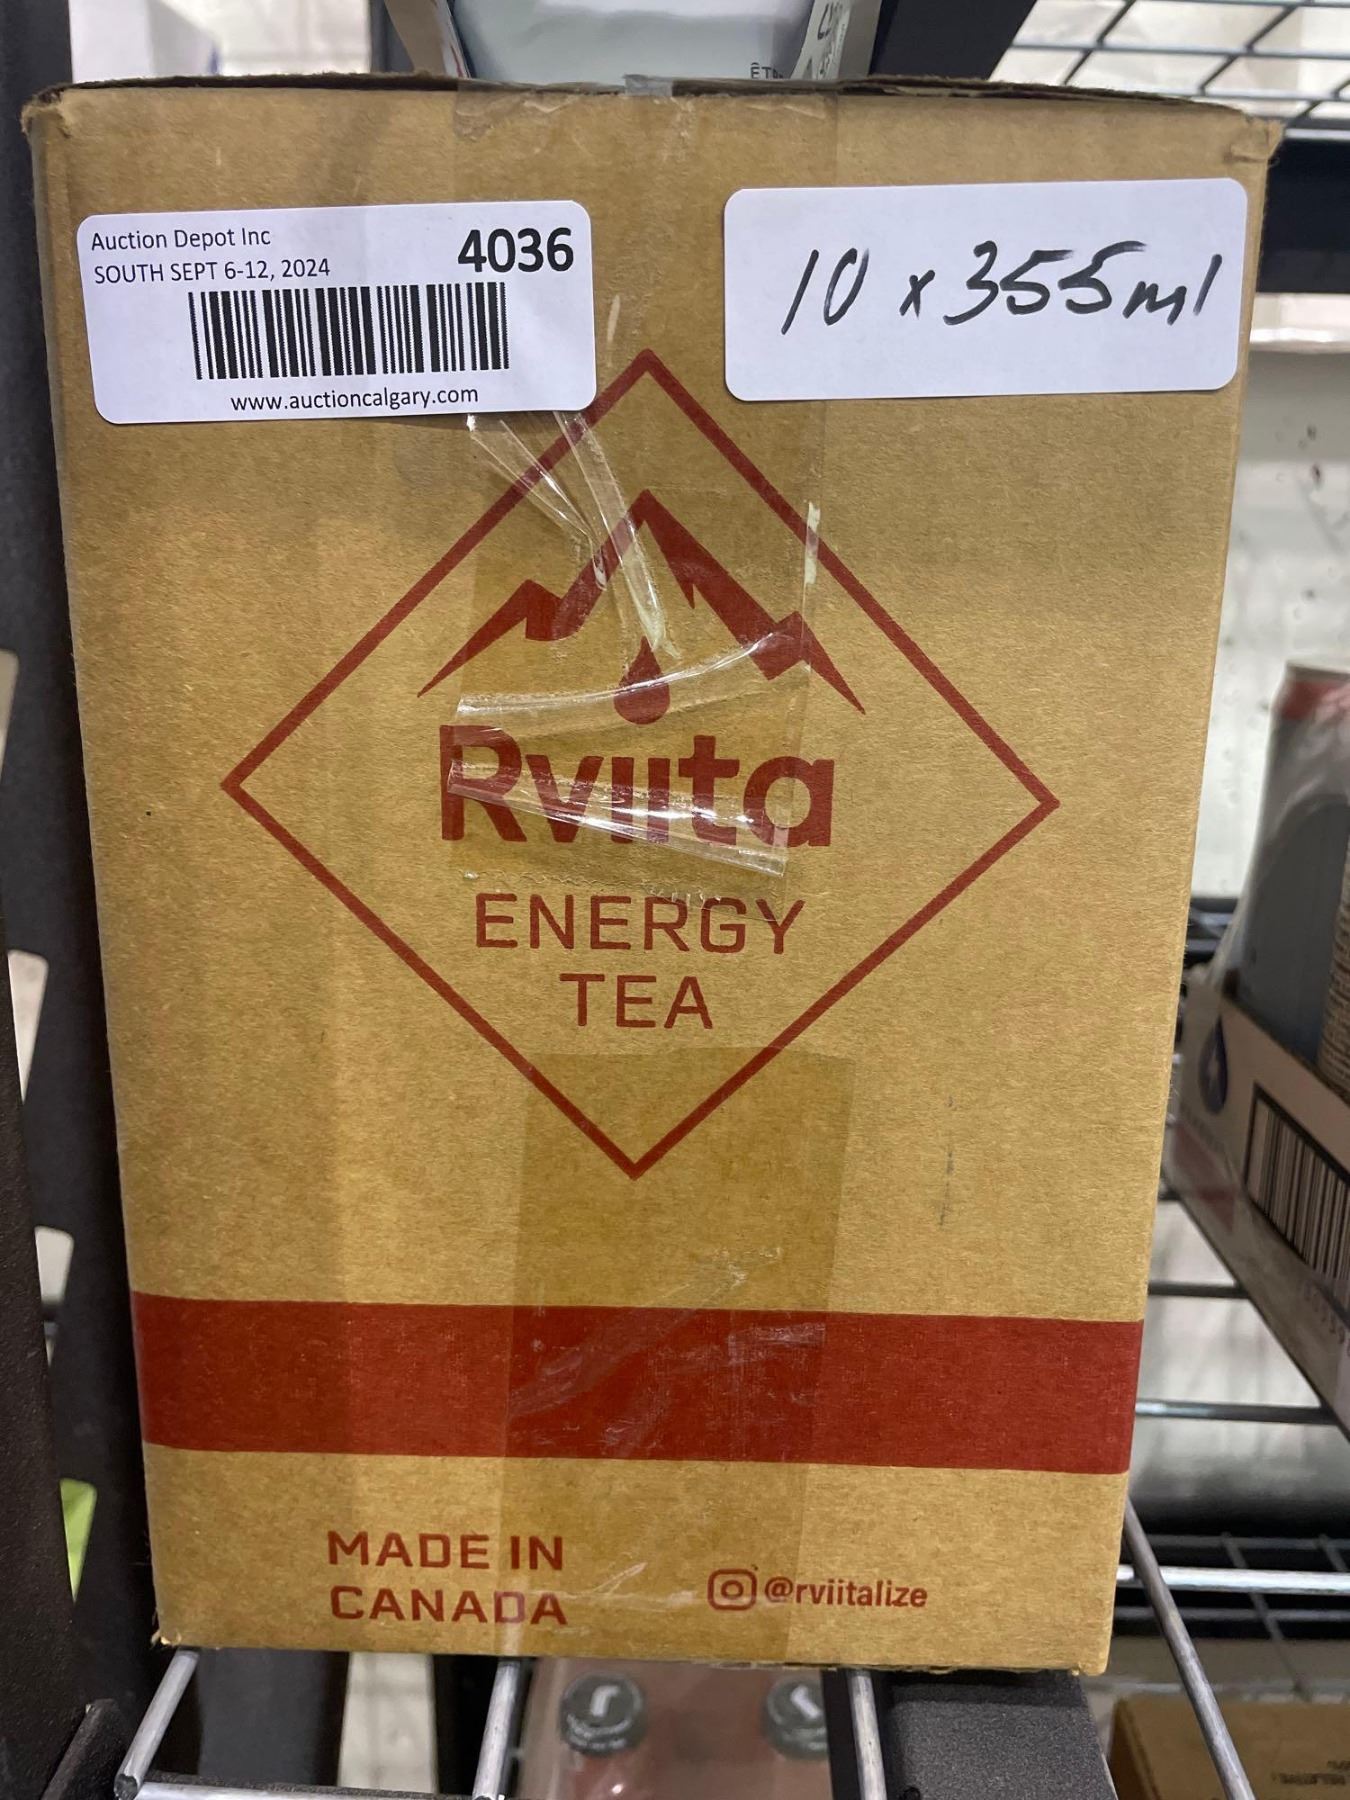 Auction Depot Inc
4036
SOUTH SEPT 6-12, 2024
www.auctioncalgary.com
10 x 355ml
Rviita
ENERGY
TEA
MADE IN
CANADA
@rviitalize